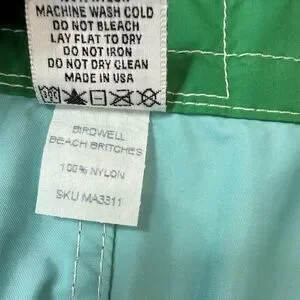 MACHINE WASH COLD
DO NOT BLEACH
LAY FLAT TO DRY
DO NOT IRON
DO NOT DRY CLEAN
MADE IN USA
BIRDWELL
BEACH BRITCHES
100% NYLON
SKU MA3311